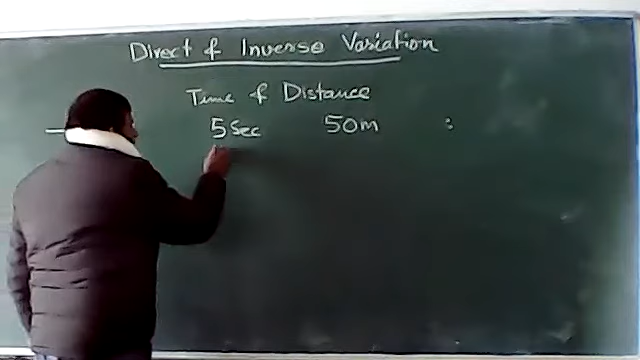 Direct & Inverse Variation
Time & Distance
5 Sec 50m :